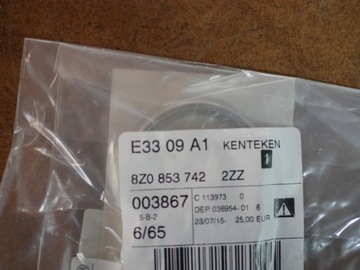 E33 09 A1 KENTEKEN
1
8Z0 853 742 2ZZ
003867 C 113973 0
5-B-2 DEP 036954- 01 6
6/65 23/07/15- 25,00 EUR